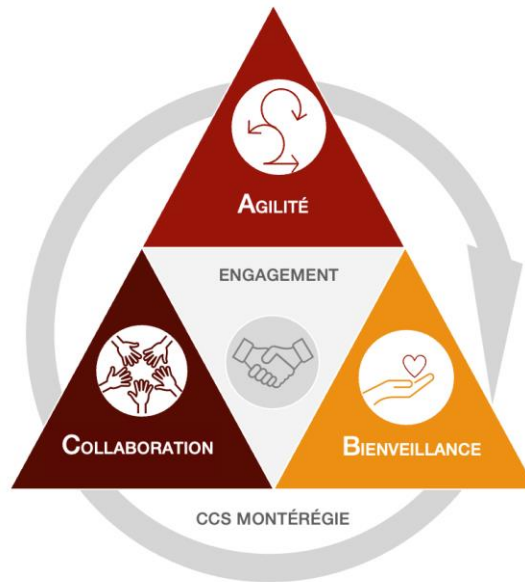 AGILITÉ
ENGAGEMENT
COLLABORATION
BIENVEILLANCE
CCS MONTÉRÉGIE